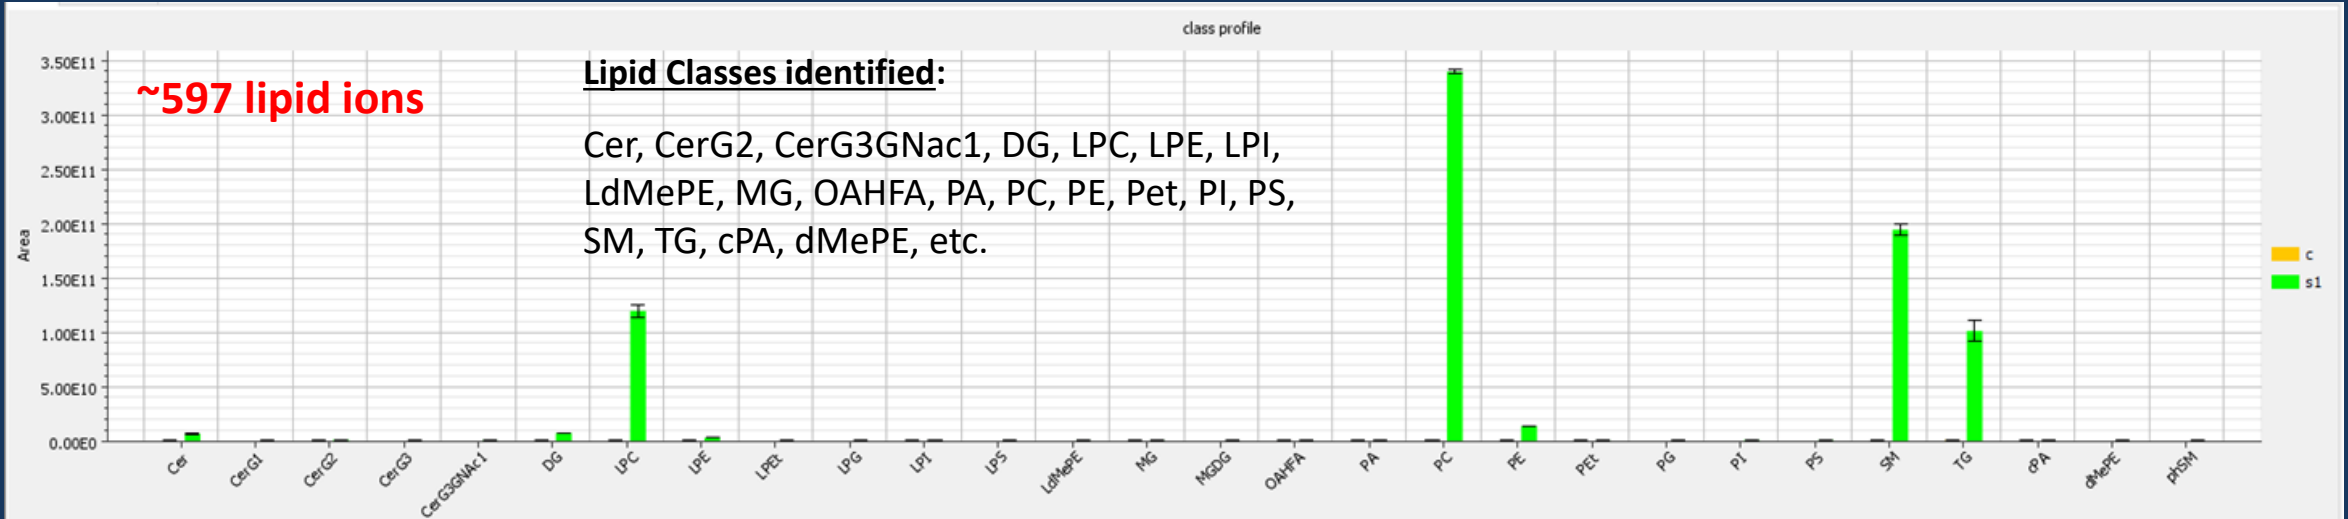 class profile
~597 lipid ions
Lipid Classes identified:
Cer, CerG2, CerG3GNac1, DG, LPC, LPE, LPI,
LdMePE, MG, OAHFA, PA, PC, PE, Pet, PI, PS,
SM, TG, cPA, dMePE, etc.
Area
3.50E11
3.00E11
2.50E11
2.00E11
1.50E11
1.00E11
5.00E10
0.00E0
Cer
CerG1
CerG2
CerG3
CerG3GNAc1
DG
LPC
LPE
LPEt
LPG
LPI
LPS
LdMePE
MG
MGDG
OAHFA
PA
PC
PE
PEt
PG
PI
PS
SM
TG
cPA
dMePE
phSM
c
s1